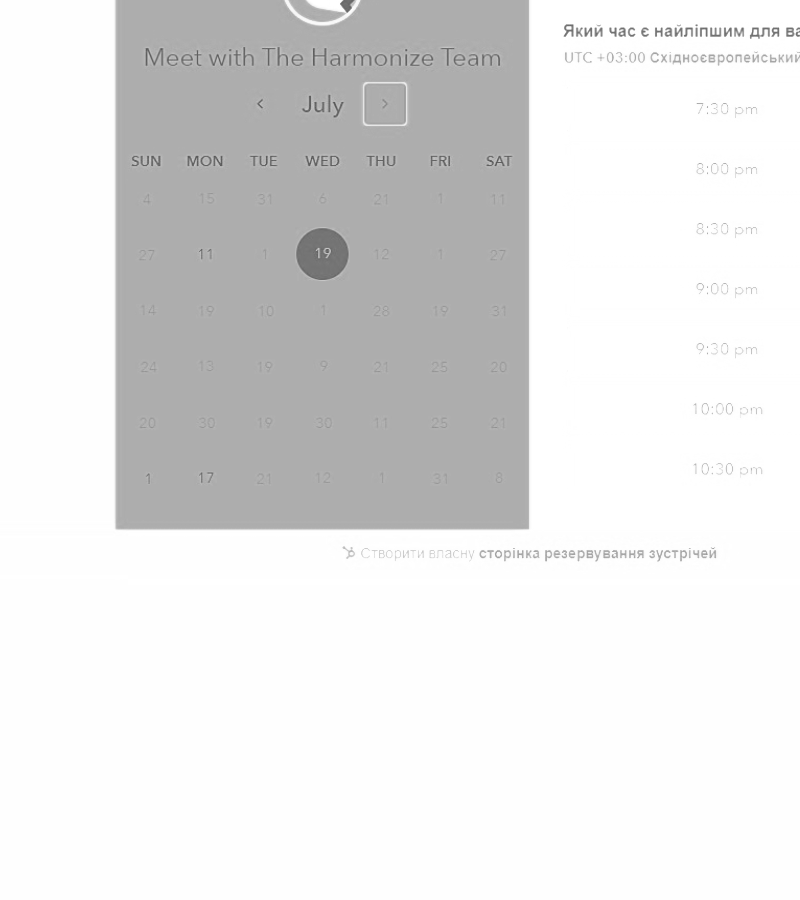 Meet with The Harmonize Team
July
SUN MON TUE WED THU FRI SAT
4 15 31 6 21 1 11
27 11 1 19 12 1 27
14 19 10 1 28 19 31
24 13 19 9 21 25 20
20 30 19 30 11 25 21
1 17 21 12 1 31 8
Який час є найліпшим для
UTC +03:00 Східноєвропейський
7:30 pm
8:00 pm
8:30 pm
9:00 pm
9:30 pm
10:00 pm
10:30 pm
Створити власну сторінка резервування зустрічей